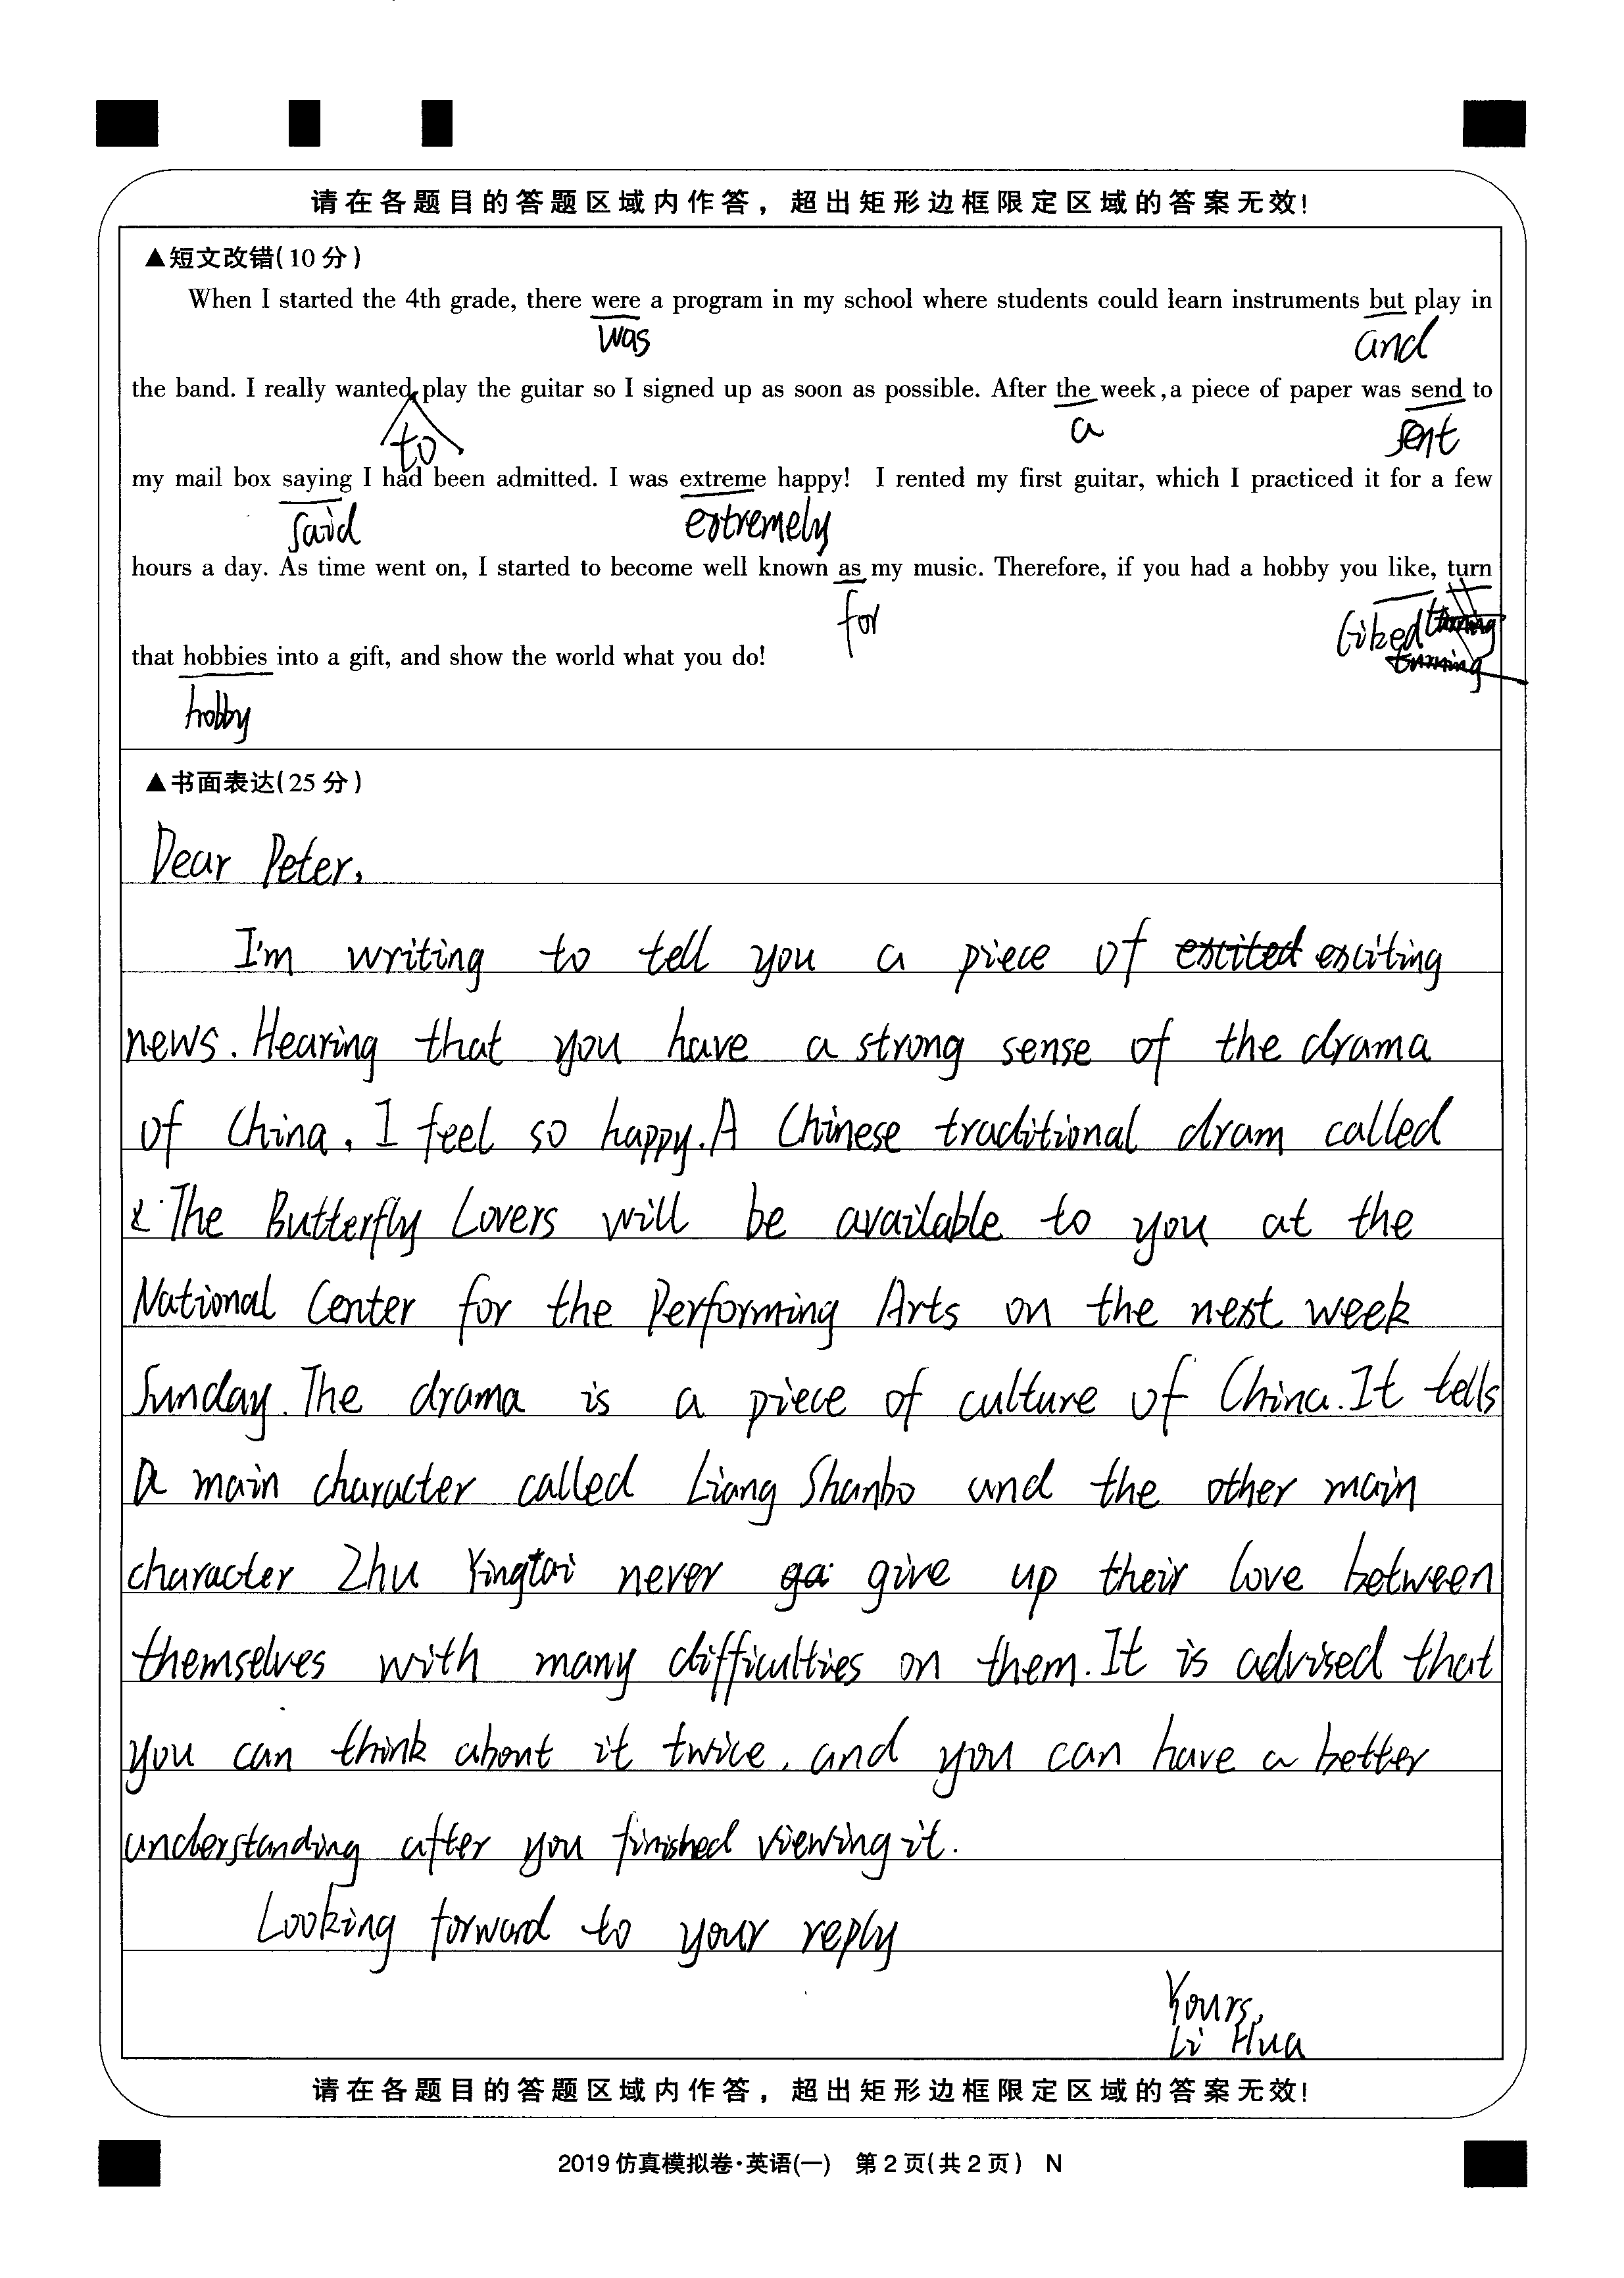 请在各题目的答题区域内作答，超出矩形边框限定区域的答案无效!
▲短文改错(10分)
When I started the 4th grade, there were a program in my school where students could learn instruments but play in
was and
the band. I really wanted play the guitar so I signed up as soon as possible. After the week, a piece of paper was send to
to a sent
my mail box saying I had been admitted. I was extreme happy! I rented my first guitar, which I practiced it for a few
said extremely
hours a day. As time went on, I started to become well known as my music. Therefore, if you had a hobby you like, turn
for liked turning
turning
that hobbies into a gift, and show the world what you do!
hobby
▲书面表达(25分)
Dear Peter,
I'm writing to tell you a piece of excited exciting
news. Hearing that you have a strong sense of the drama
of China, I feel so happy. A Chinese traditional dram called
The Butterfly Lovers will be available to you at the
National Center for the Performing Arts on the next week
Sunday. The drama is a piece of culture of China. It tells
a main character called Liang Shanbo and the other main
character Zhu Yingtai never ga give up their love between
themselves with many difficulties on them. It is advised that
you can think about it twice, and you can have a better
understanding after you finished viewing it.
Looking forward to your reply
Yours,
Li Hua
请在各题目的答题区域内作答，超出矩形边框限定区域的答案无效!
2019仿真模拟卷·英语(一) 第2页(共2页) N